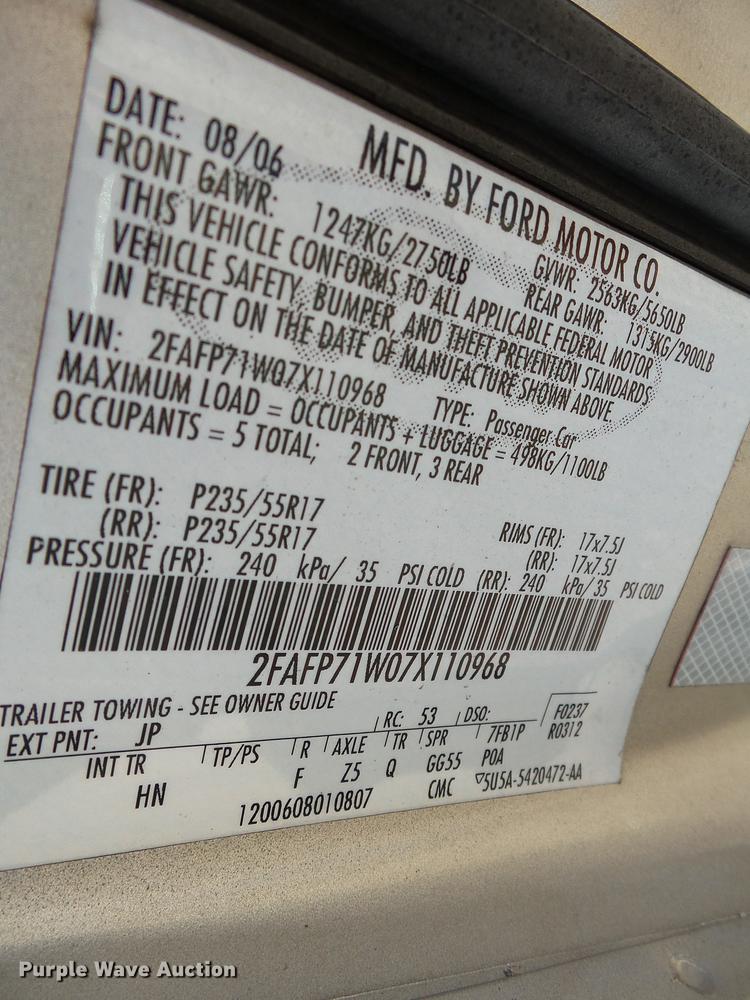 MFD. BY FORD MOTOR CO.
DATE: 08/06 GVWR: 2563KG/5650LB
FRONT GAWR: 1247KG/2750LB REAR GAWR: 1315KG/2900LB
THIS VEHICLE CONFORMS TO ALL APPLICABLE FEDERAL MOTOR
VEHICLE SAFETY, BUMPER, AND THEFT PREVENTION STANDARDS
IN EFFECT ON THE DATE OF MANUFACTURE SHOWN ABOVE.
VIN: 2FAFP71W07X110968 TYPE: Passenger Car
MAXIMUM LOAD = OCCUPANTS + LUGGAGE = 498KG/1100LB
OCCUPANTS = 5 TOTAL; 2 FRONT, 3 REAR
TIRE (FR): P235/55R17 RIMS (FR): 17x7.5J
(RR): P235/55R17 (RR): 17x7.5J
PRESSURE (FR): 240 kPa/ 35 PSI COLD (RR): 240 kPa/ 35 PSI COLD
2FAFP71W07X110968
TRAILER TOWING - SEE OWNER GUIDE
EXT PNT: JP RC: 53 DSO: F0237
INT TR TP/PS R AXLE TR SPR 7FB1P R0312
HN F Z5 Q GG55 POA
1200608010807 CMC ▽5U5A-5420472-AA
Purple Wave Auction